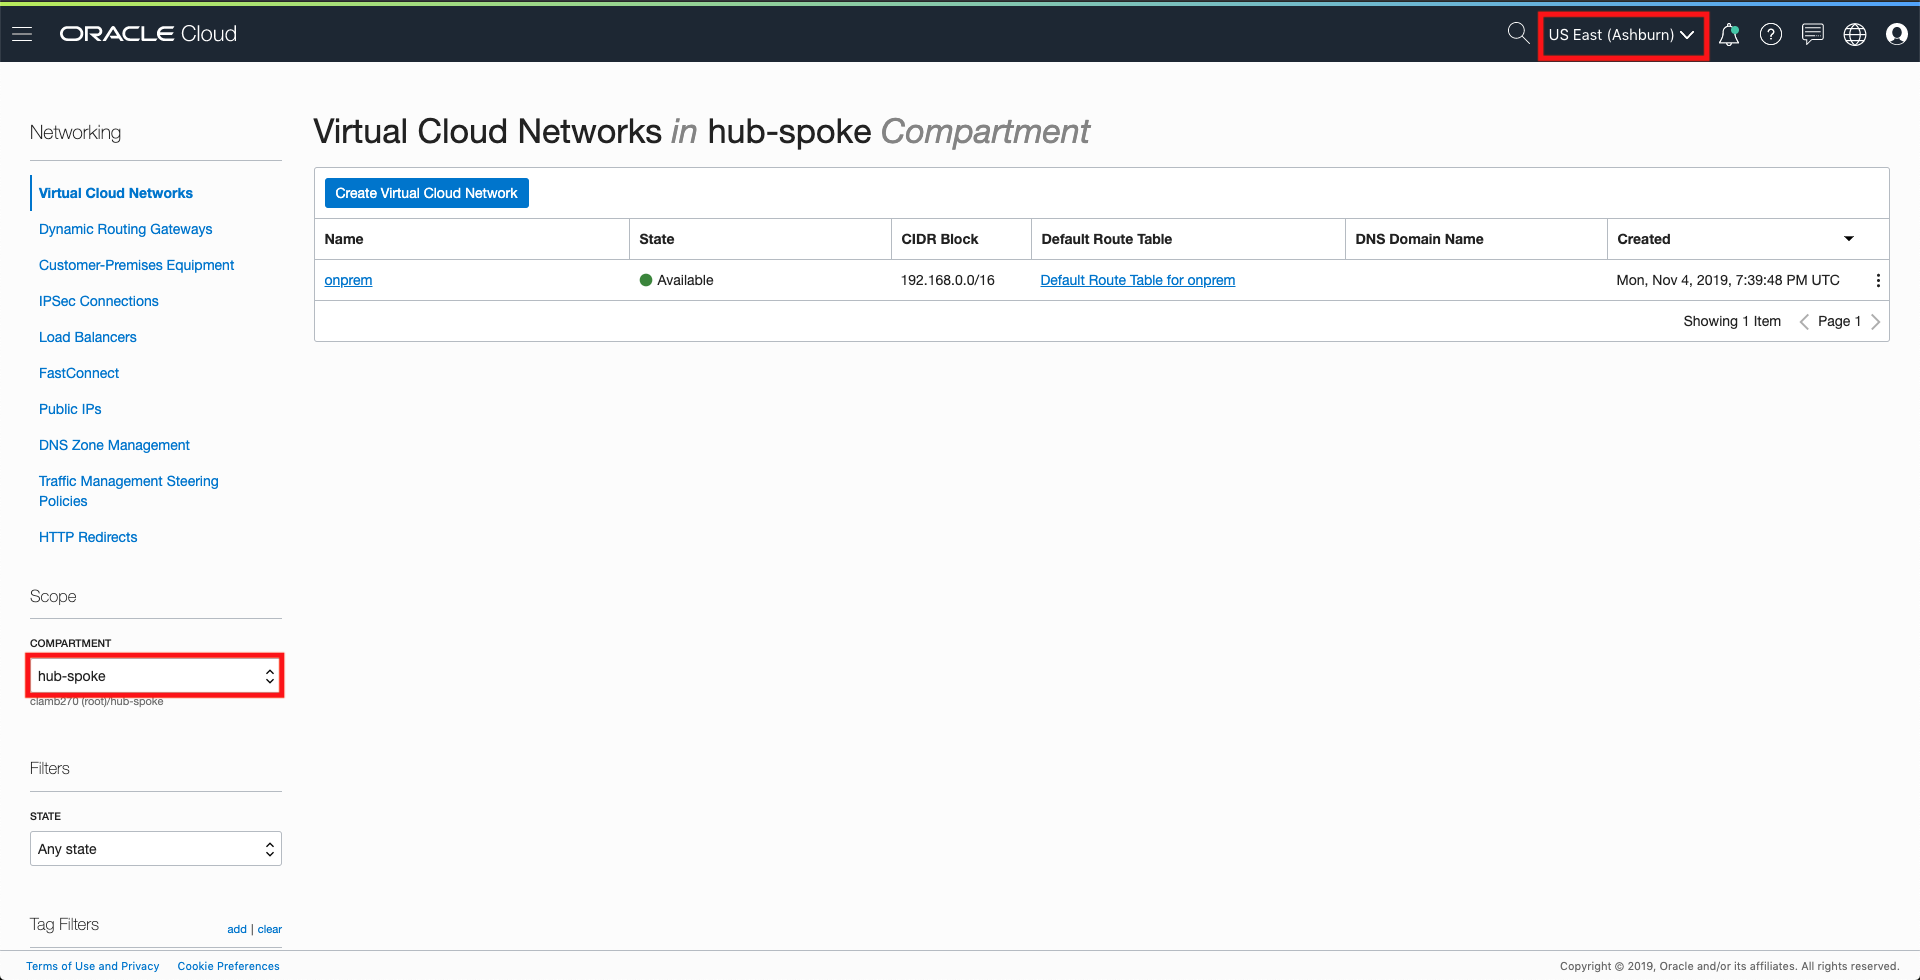 ORACLE Cloud
US East (Ashburn)
Networking
Virtual Cloud Networks
Dynamic Routing Gateways
Customer-Premises Equipment
IPSec Connections
Load Balancers
FastConnect
Public IPs
DNS Zone Management
Traffic Management Steering
Policies
HTTP Redirects
Scope
COMPARTMENT
hub-spoke
clamb270 (root)/hub-spoke
Filters
STATE
Any state
Tag Filters add | clear
Virtual Cloud Networks in hub-spoke Compartment
Create Virtual Cloud Network
Name State CIDR Block Default Route Table DNS Domain Name Created
onprem Available 192.168.0.0/16 Default Route Table for onprem Mon, Nov 4, 2019, 7:39:48 PM UTC
Showing 1 Item Page 1
Terms of Use and Privacy Cookie Preferences Copyright © 2019, Oracle and/or its affiliates. All rights reserved.